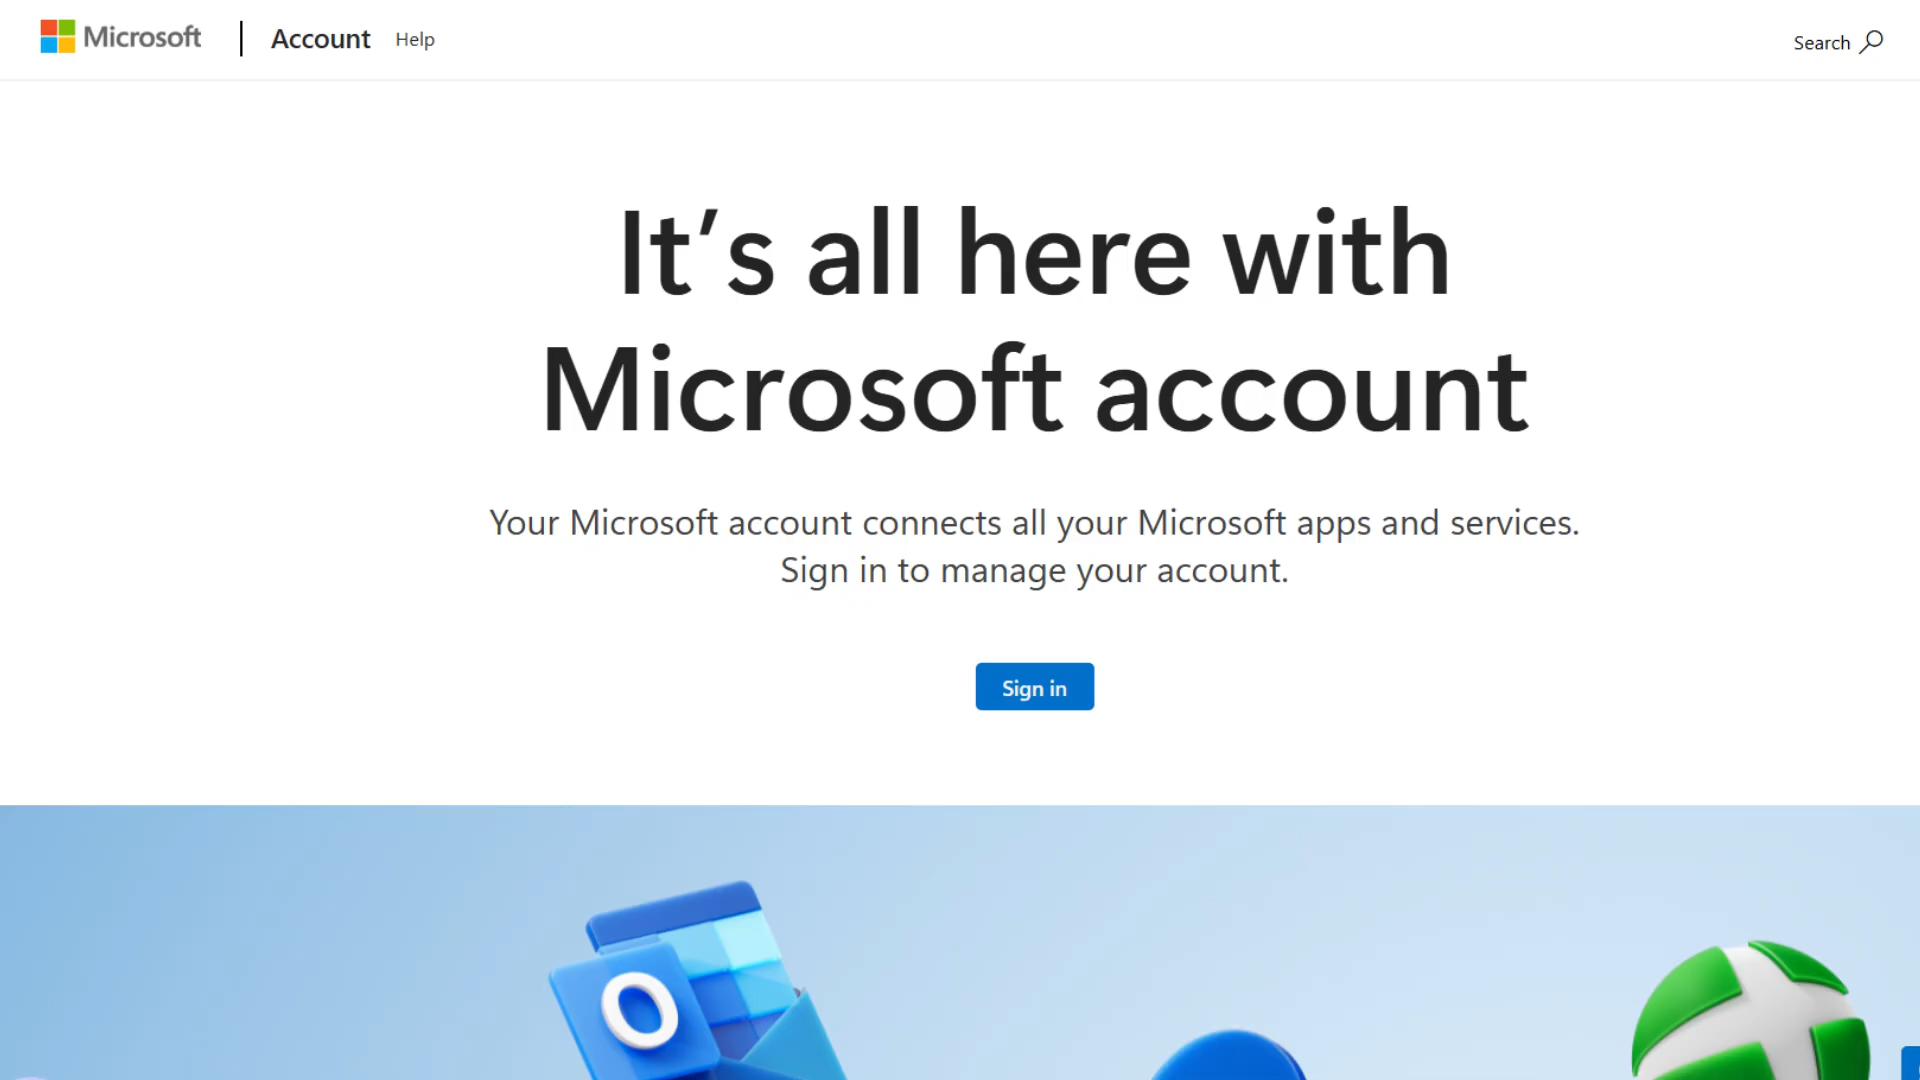 Microsoft
Account
Help
Search
It’s all here with
Microsoft account
Your Microsoft account connects all your Microsoft apps and services.
Sign in to manage your account.
Sign in
O